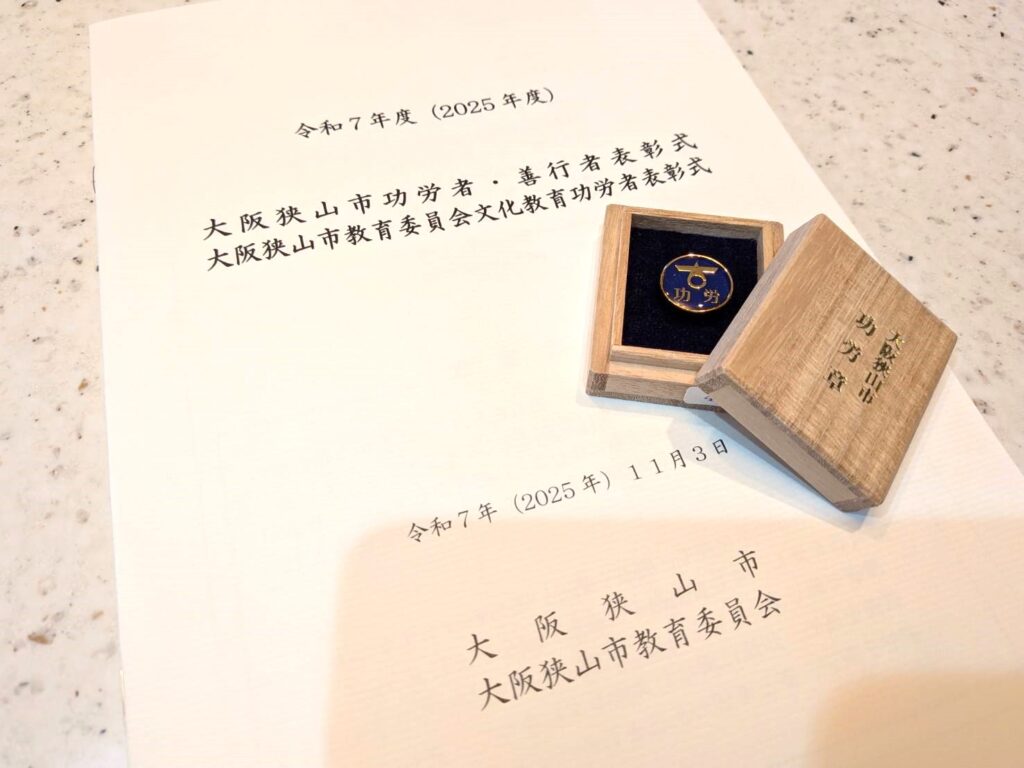 令和７年度（2025年度）
大阪狭山市功労者・善行者表彰式
大阪狭山市教育委員会文化教育功労者表彰式
功 労
大阪狭山市
功労章
令和７年（2025年）１１月３日
大阪狭山市
大阪狭山市教育委員会